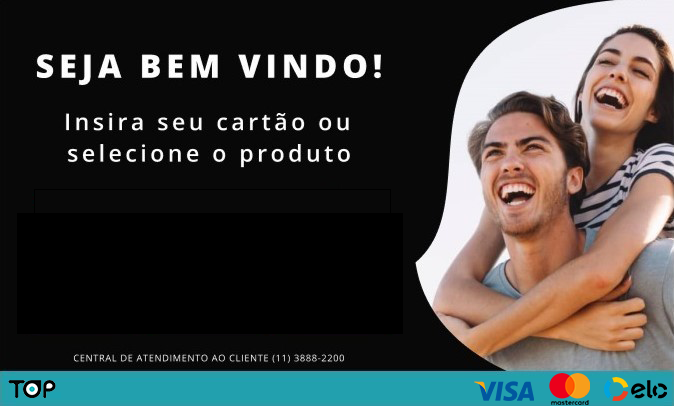 SEJA BEM VINDO!
Insira seu cartão ou
selecione o produto
CENTRAL DE ATENDIMENTO AO CLIENTE (11) 3888-2200
TOP
VISA
mastercard
elo